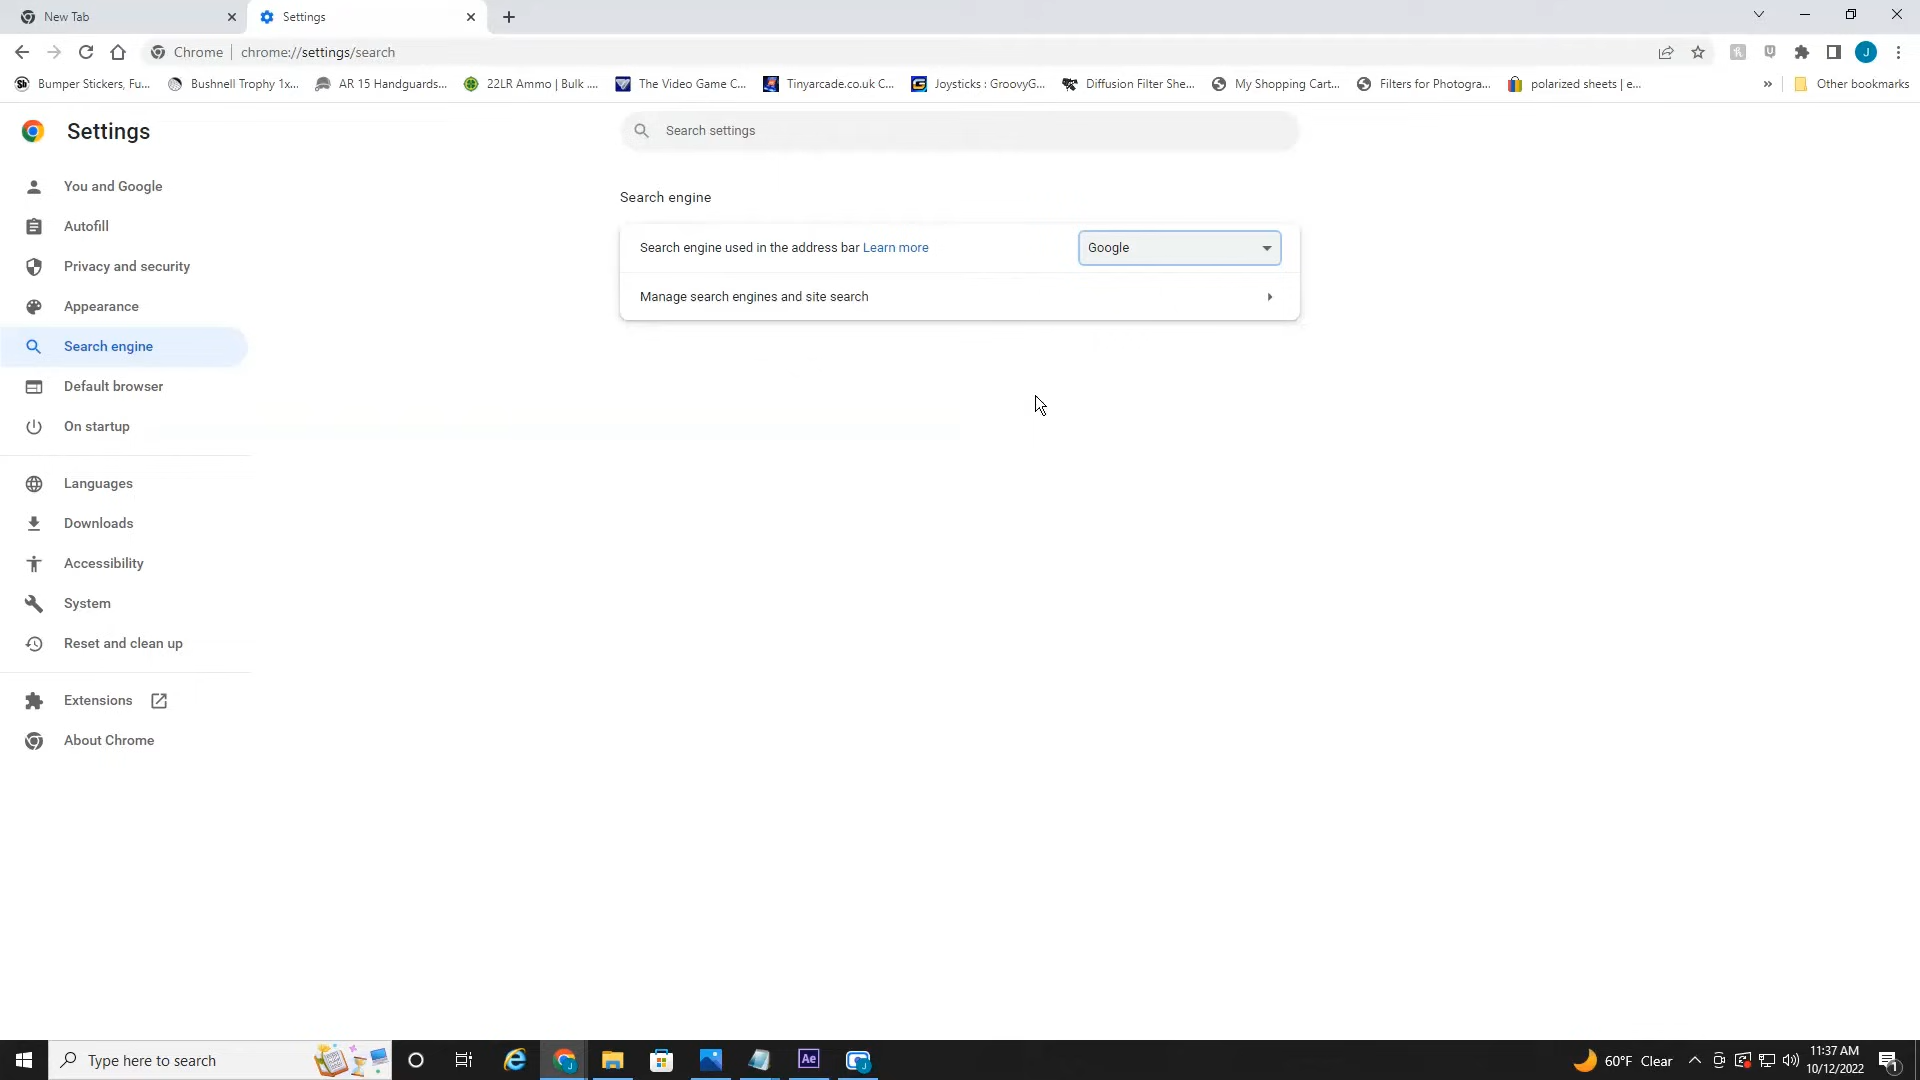 New Tab
Settings
Chrome
chrome://settings/search
Bumper Stickers, Fu...
Bushnell Trophy 1x...
AR 15 Handguards...
22LR Ammo | Bulk ....
The Video Game C...
Tinyarcade.co.uk C...
Joysticks : GroovyG...
Diffusion Filter She...
My Shopping Cart...
Filters for Photogra...
polarized sheets | e...
»
Other bookmarks
Settings
Search settings
You and Google
Autofill
Privacy and security
Appearance
Search engine
Default browser
On startup
Languages
Downloads
Accessibility
System
Reset and clean up
Extensions
About Chrome
Search engine
Search engine used in the address bar Learn more
Google
Manage search engines and site search
J
Type here to search
Ae
60°F Clear
11:37 AM
10/12/2022
1